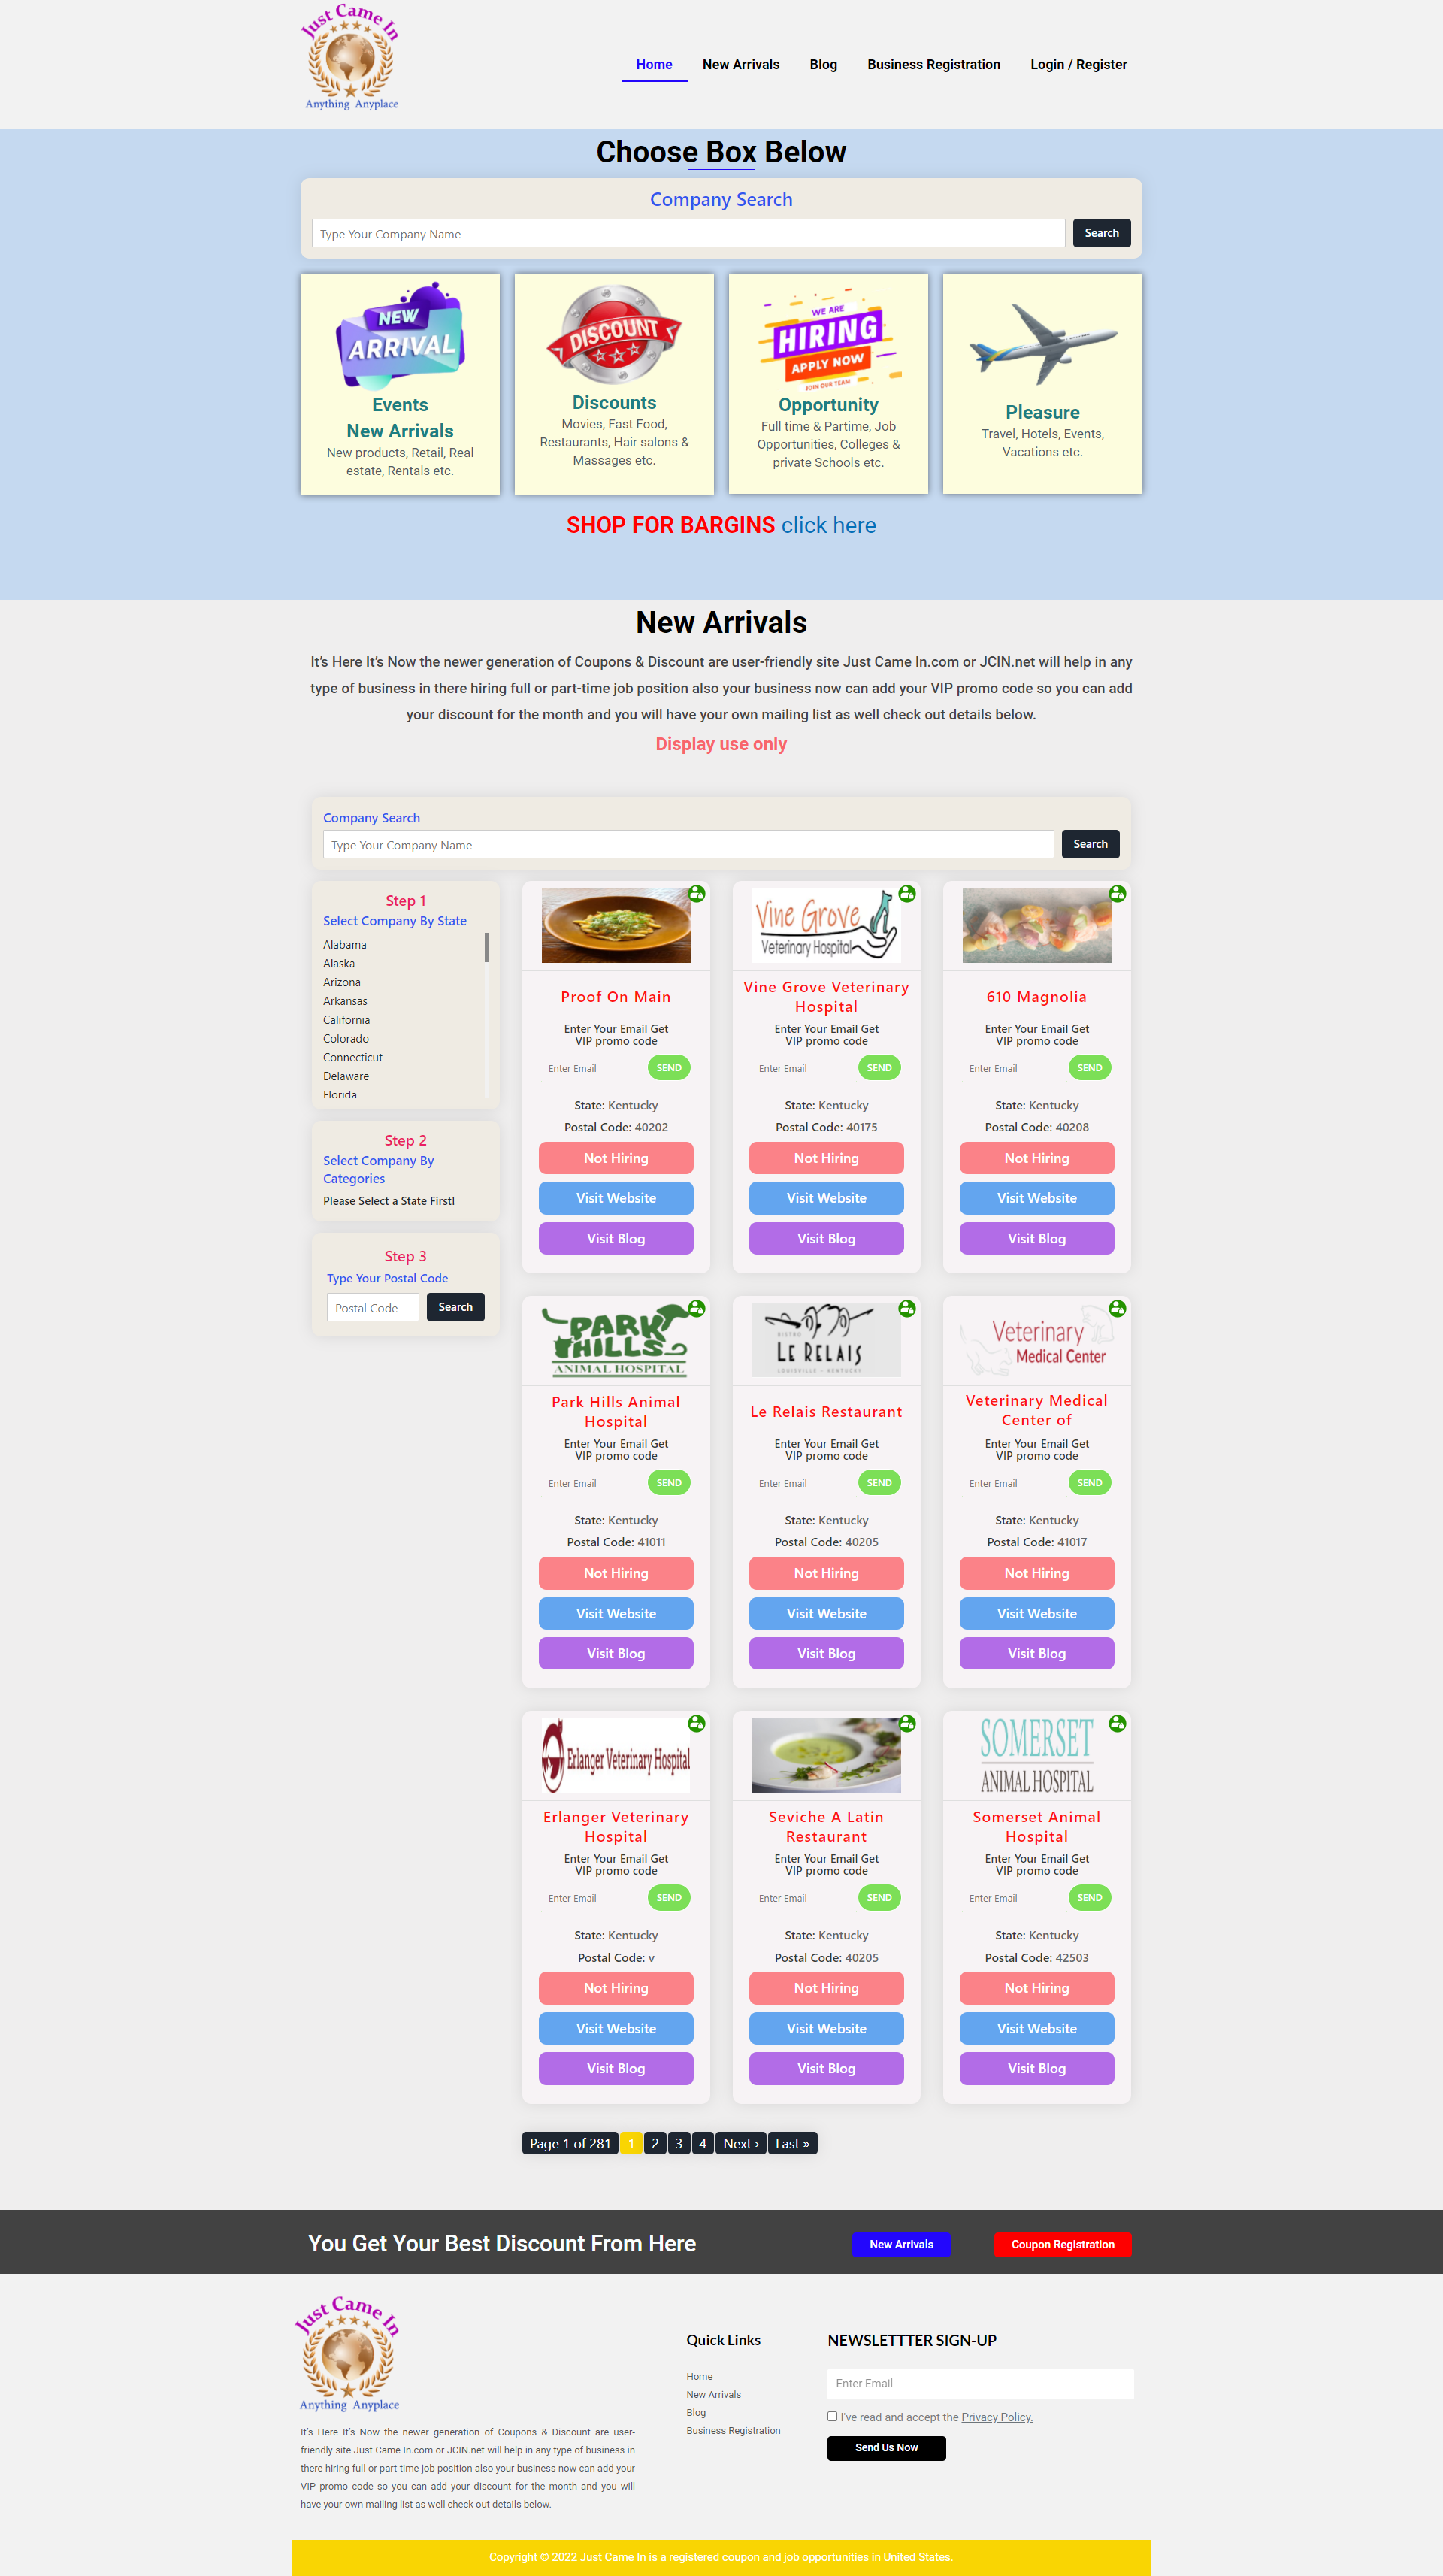 Just Came In
Anything Anyplace
Home
New Arrivals
Blog
Business Registration
Login / Register
Choose Box Below
Company Search
Type Your Company Name
Search
NEW
ARRIVAL
Events
New Arrivals
New products, Retail, Real
estate, Rentals etc.
DISCOUNT
Discounts
Movies, Fast Food,
Restaurants, Hair salons &
Massages etc.
WE ARE
HIRING
APPLY NOW
JOIN OUR TEAM
Opportunity
Full time & Partime, Job
Opportunities, Colleges &
private Schools etc.
Pleasure
Travel, Hotels, Events,
Vacations etc.
SHOP FOR BARGINS click here
New Arrivals
It’s Here It’s Now the newer generation of Coupons & Discount are user-friendly site Just Came In.com or JCIN.net will help in any
type of business in there hiring full or part-time job position also your business now can add your VIP promo code so you can add
your discount for the month and you will have your own mailing list as well check out details below.
Display use only
Company Search
Type Your Company Name
Search
Step 1
Select Company By State
Alabama
Alaska
Arizona
Arkansas
California
Colorado
Connecticut
Delaware
Florida
Step 2
Select Company By
Categories
Please Select a State First!
Step 3
Type Your Postal Code
Postal Code
Search
Proof On Main
Enter Your Email Get
VIP promo code
Enter Email
SEND
State: Kentucky
Postal Code: 40202
Not Hiring
Visit Website
Visit Blog
Vine Grove
Veterinary Hospital
Vine Grove Veterinary
Hospital
Enter Your Email Get
VIP promo code
Enter Email
SEND
State: Kentucky
Postal Code: 40175
Not Hiring
Visit Website
Visit Blog
610 Magnolia
Enter Your Email Get
VIP promo code
Enter Email
SEND
State: Kentucky
Postal Code: 40208
Not Hiring
Visit Website
Visit Blog
PARK
HILLS
ANIMAL HOSPITAL
Park Hills Animal
Hospital
Enter Your Email Get
VIP promo code
Enter Email
SEND
State: Kentucky
Postal Code: 41011
Not Hiring
Visit Website
Visit Blog
BISTRO
LE RELAIS
LOUISVILLE - KENTUCKY
Le Relais Restaurant
Enter Your Email Get
VIP promo code
Enter Email
SEND
State: Kentucky
Postal Code: 40205
Not Hiring
Visit Website
Visit Blog
Veterinary
Medical Center
Veterinary Medical
Center of
Enter Your Email Get
VIP promo code
Enter Email
SEND
State: Kentucky
Postal Code: 41017
Not Hiring
Visit Website
Visit Blog
Erlanger Veterinary Hospital
Erlanger Veterinary
Hospital
Enter Your Email Get
VIP promo code
Enter Email
SEND
State: Kentucky
Postal Code: v
Not Hiring
Visit Website
Visit Blog
Seviche A Latin
Restaurant
Enter Your Email Get
VIP promo code
Enter Email
SEND
State: Kentucky
Postal Code: 40205
Not Hiring
Visit Website
Visit Blog
SOMERSET
ANIMAL HOSPITAL
Somerset Animal
Hospital
Enter Your Email Get
VIP promo code
Enter Email
SEND
State: Kentucky
Postal Code: 42503
Not Hiring
Visit Website
Visit Blog
Page 1 of 281 1 2 3 4 Next › Last »
You Get Your Best Discount From Here
New Arrivals
Coupon Registration
Just Came In
Anything Anyplace
It’s Here It’s Now the newer generation of Coupons & Discount are user-
friendly site Just Came In.com or JCIN.net will help in any type of business in
there hiring full or part-time job position also your business now can add your
VIP promo code so you can add your discount for the month and you will
have your own mailing list as well check out details below.
Quick Links
Home
New Arrivals
Blog
Business Registration
NEWSLETTTER SIGN-UP
Enter Email
I've read and accept the Privacy Policy.
Send Us Now
Copyright © 2022 Just Came In is a registered coupon and job opportunities in United States.